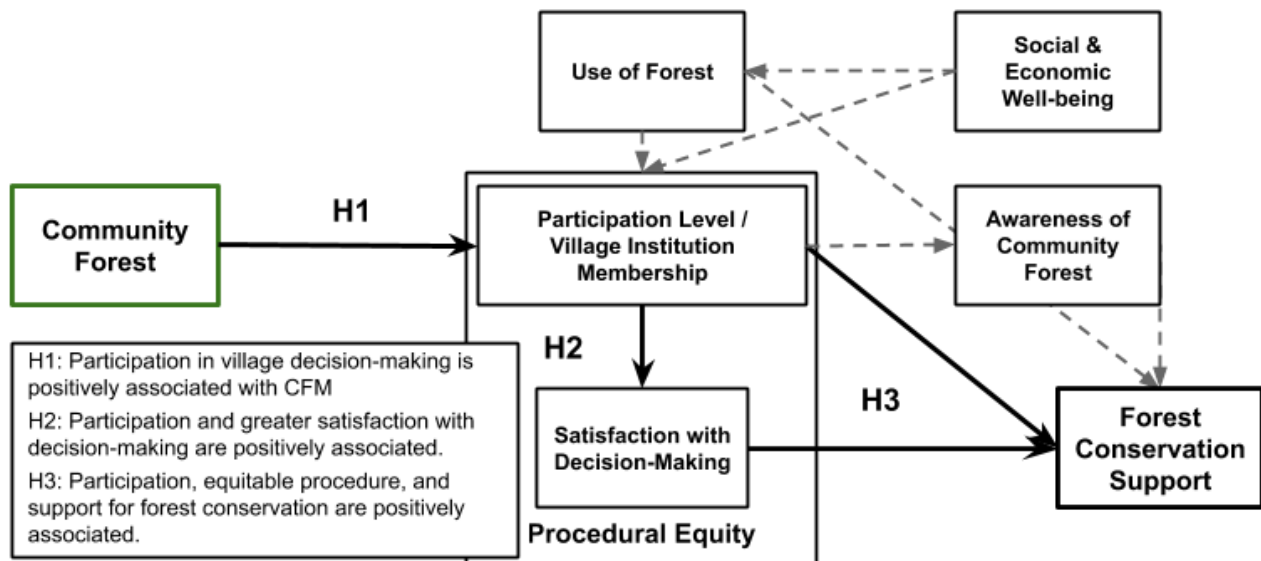 Use of Forest
Social &
Economic
Well-being
Community
Forest
H1
Participation Level /
Village Institution
Membership
Awareness of
Community
Forest
H2
H3
H1: Participation in village decision-making is
positively associated with CFM
H2: Participation and greater satisfaction with
decision-making are positively associated.
H3: Participation, equitable procedure, and
support for forest conservation are positively
associated.
Satisfaction with
Decision-Making
Procedural Equity
Forest
Conservation
Support